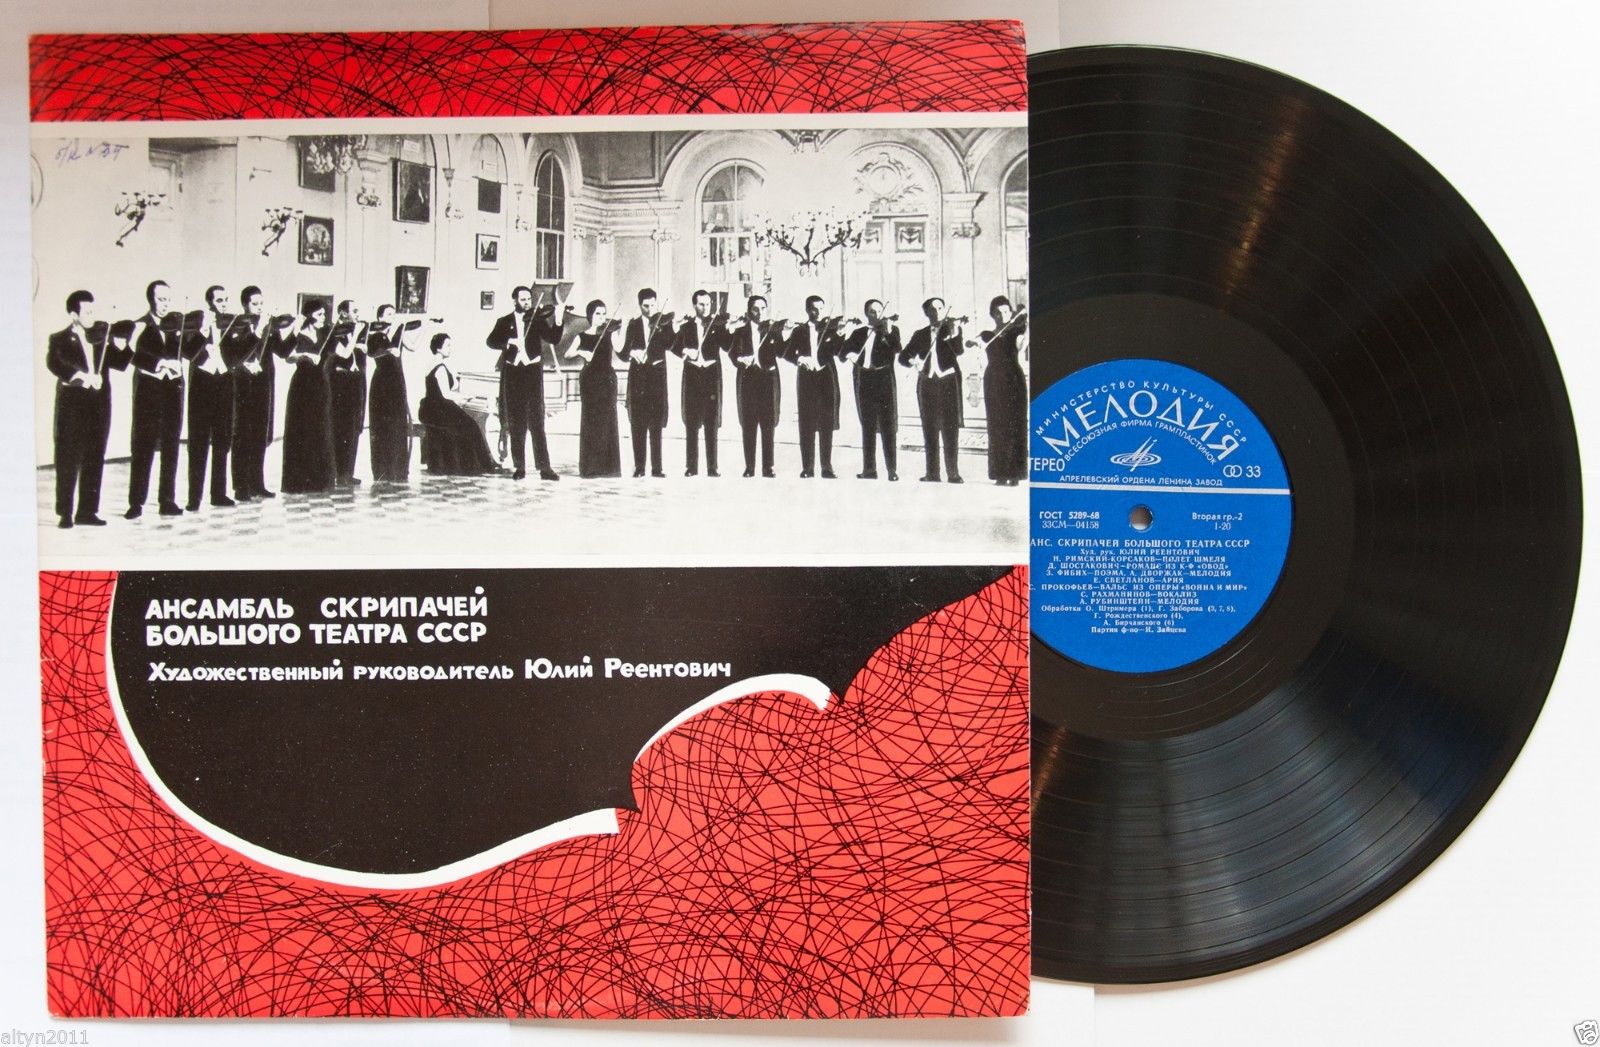 АНСАМБЛЬ СКРИПАЧЕЙ
БОЛЬШОГО ТЕАТРА СССР
Художественный руководитель Юлий Реентович
МИНИСТЕРСТВО КУЛЬТУРЫ СССР
МЕЛОДИЯ
ВСЕСОЮЗНАЯ ФИРМА ГРАМПЛАСТИНОК
ТЕРЕО
33
АПРЕЛЕВСКИЙ ОРДЕНА ЛЕНИНА ЗАВОД
ГОСТ 5289-68
Вторая гр.-2
33СМ—04158
1-20
АНС. СКРИПАЧЕЙ БОЛЬШОГО ТЕАТРА СССР
Худ. рук. ЮЛИЙ РЕЕНТОВИЧ
Н. РИМСКИЙ-КОРСАКОВ—ПОЛЕТ ШМЕЛЯ
Д. ШОСТАКОВИЧ—РОМАНС ИЗ К-Ф «ОВОД»
З. ФИБИХ—ПОЭМА, А. ДВОРЖАК—МЕЛОДИЯ
Е. СВЕТЛАНОВ—АРИЯ
С. ПРОКОФЬЕВ—ВАЛЬС ИЗ ОПЕРЫ «ВОЙНА И МИР»
С. РАХМАНИНОВ—ВОКАЛИЗ
А. РУБИНШТЕЙН—МЕЛОДИЯ
Обработки О. Штримера (1), Г. Заборова (3, 7, 8),
Г. Рождественского (4),
А. Бирчанского (6)
Партия ф-но—И. Зайцева
altyn2011